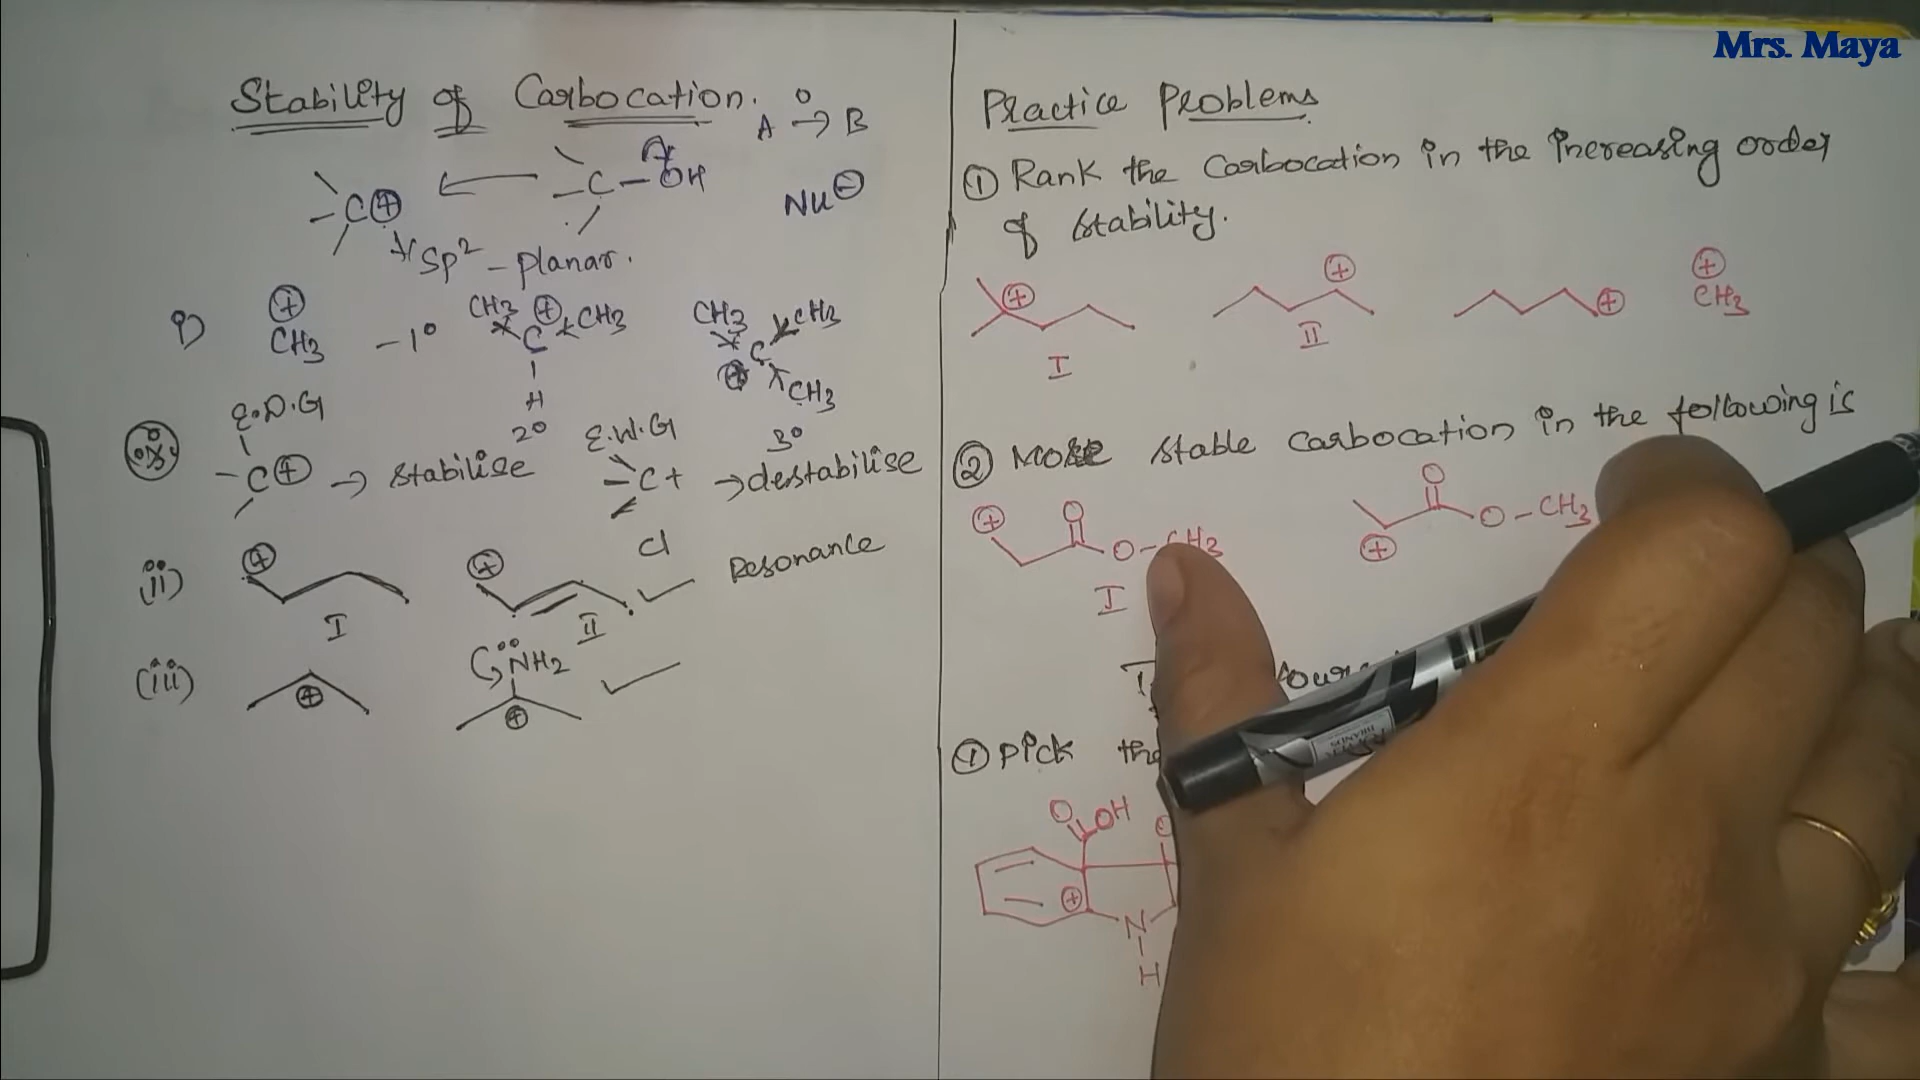 Mrs. Maya
Stability of Carbocation.
A → B
C⊕ ← C-OH
Nu⊖
Sp² - planar.
i) ⊕ CH3 - 1°
CH3 ⊕ CH3
C
H
2°
CH3 CH3
C
⊕ CH3
3°
E.D.G
C⊕ → stabilise
E.W.G
C+ → destabilise
(ii) ⊕
I
⊕
II
Cl
Resonance
(iii) ⊕
NH2
⊕
Practice Problems
① Rank the Carbocation in the increasing order
of stability.
⊕ ⊕ ⊕ ⊕
CH3
I II
② More stable carbocation in the following is
⊕ O O-CH3
O O-CH3
⊕
I
① Pick
O OH
⊕
N
H